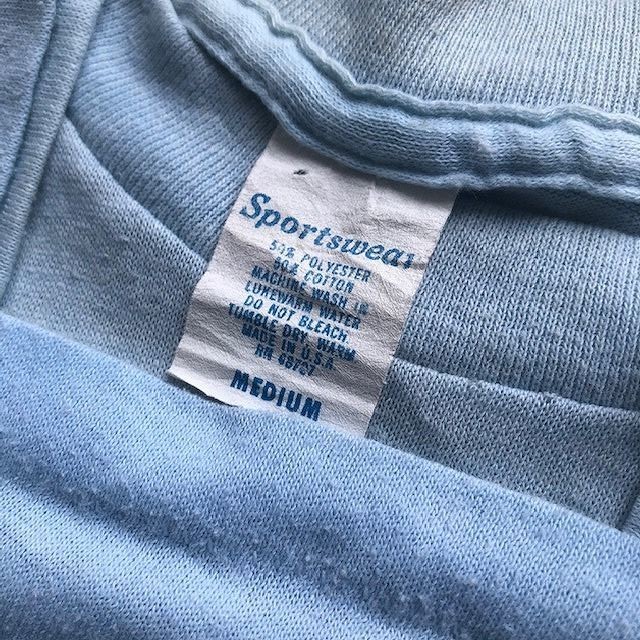 Sportswear
50% POLYESTER
50% COTTON
MACHINE WASH IN
LUKEWARM WATER
DO NOT BLEACH
TUMBLE DRY, WARM
MADE IN U.S.A
RN
MEDIUM